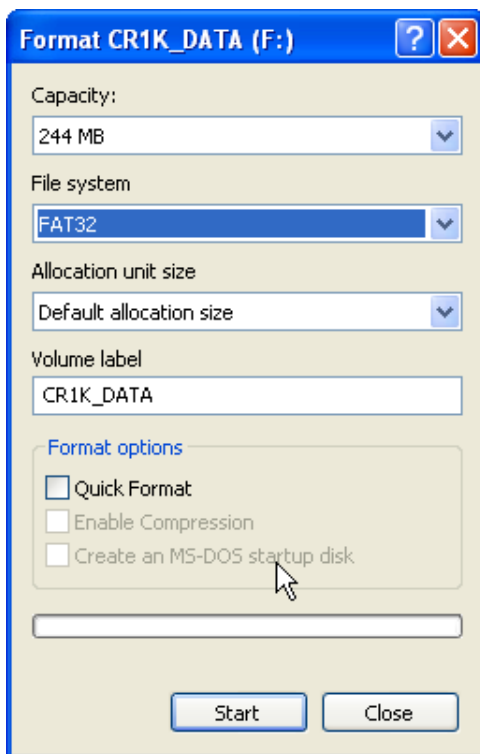 Format CR1K_DATA (F:)
Capacity:
244 MB
File system
FAT32
Allocation unit size
Default allocation size
Volume label
CR1K_DATA
Format options
Quick Format
Enable Compression
Create an MS-DOS startup disk
Start
Close